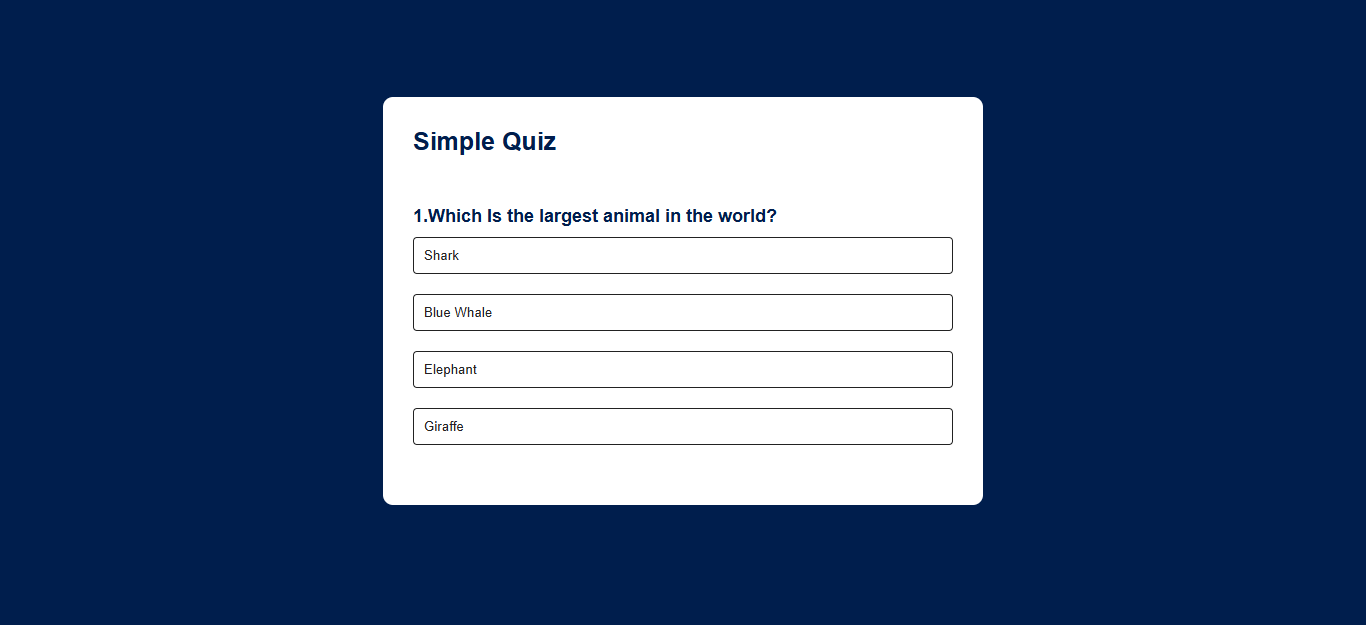 Simple Quiz
1.Which Is the largest animal in the world?
Shark
Blue Whale
Elephant
Giraffe